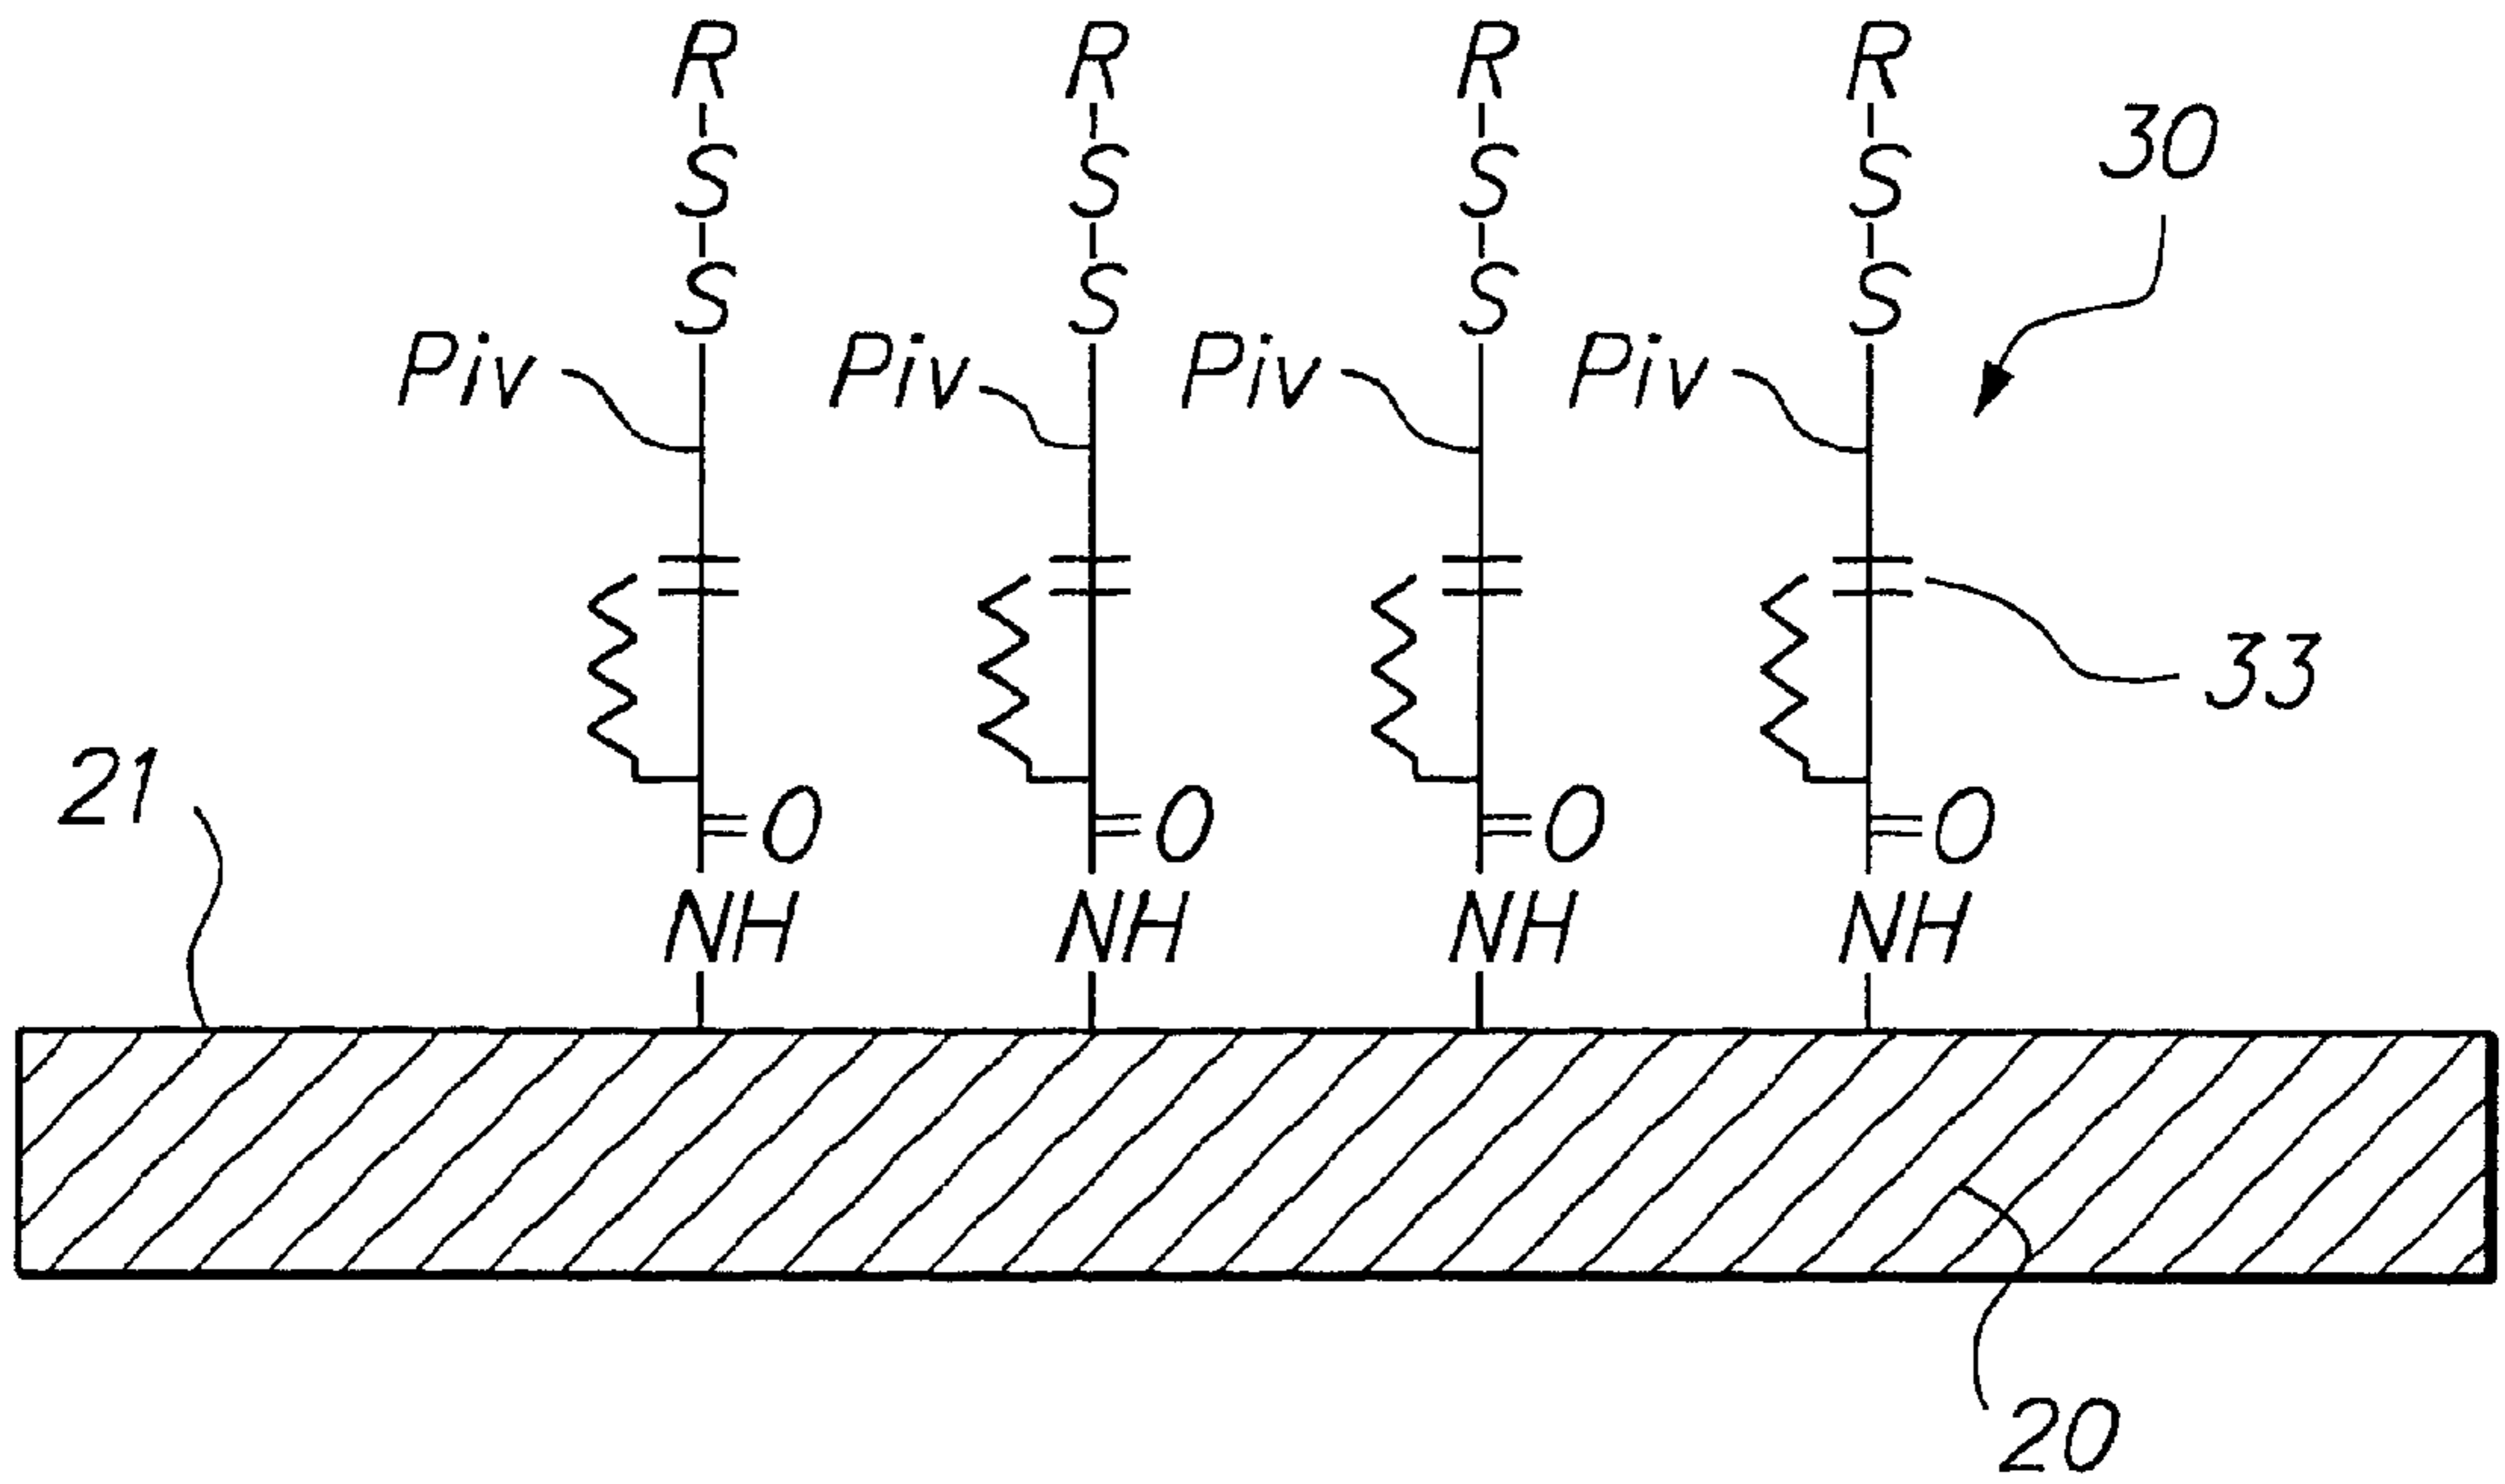 R R R R
30
S S S S
S S S S
Piv Piv Piv Piv
33
21
=O =O =O =O
NH NH NH NH
20